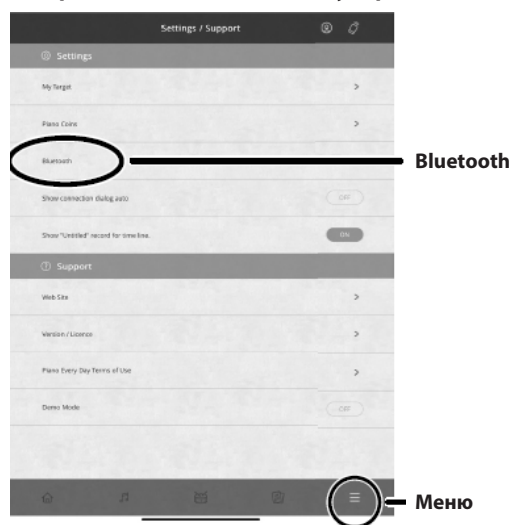 Settings / Support
Settings
My Target
Piano Coins
Bluetooth
Bluetooth
Show connection dialog auto
OFF
Show "Untitled" record for time line.
ON
Support
Web Site
Version / Licence
Piano Every Day Terms of Use
Demo Mode
OFF
Меню